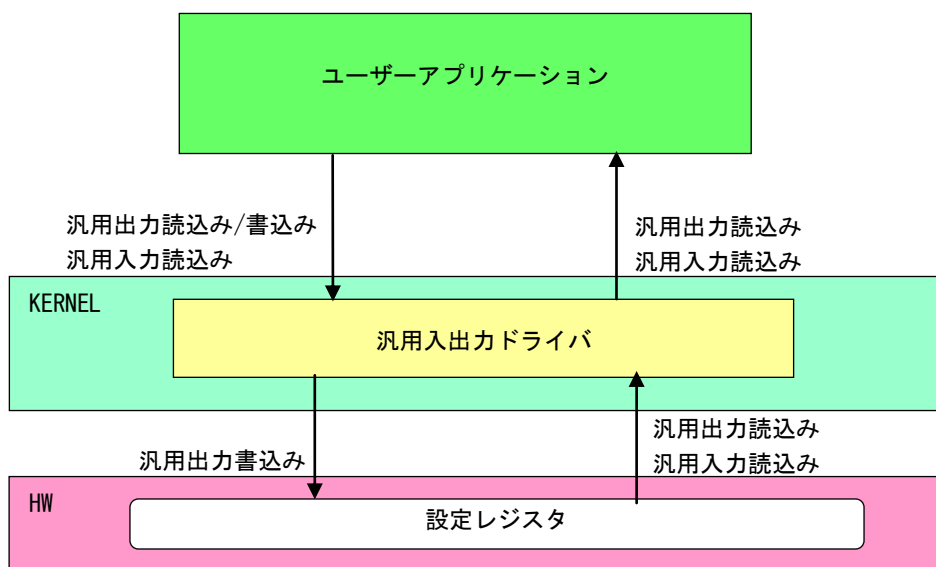 ユーザーアプリケーション
汎用出力読込み/書込み
汎用入力読込み
汎用出力読込み
汎用入力読込み
KERNEL
汎用入出力ドライバ
汎用出力書込み
汎用出力読込み
汎用入力読込み
HW
設定レジスタ